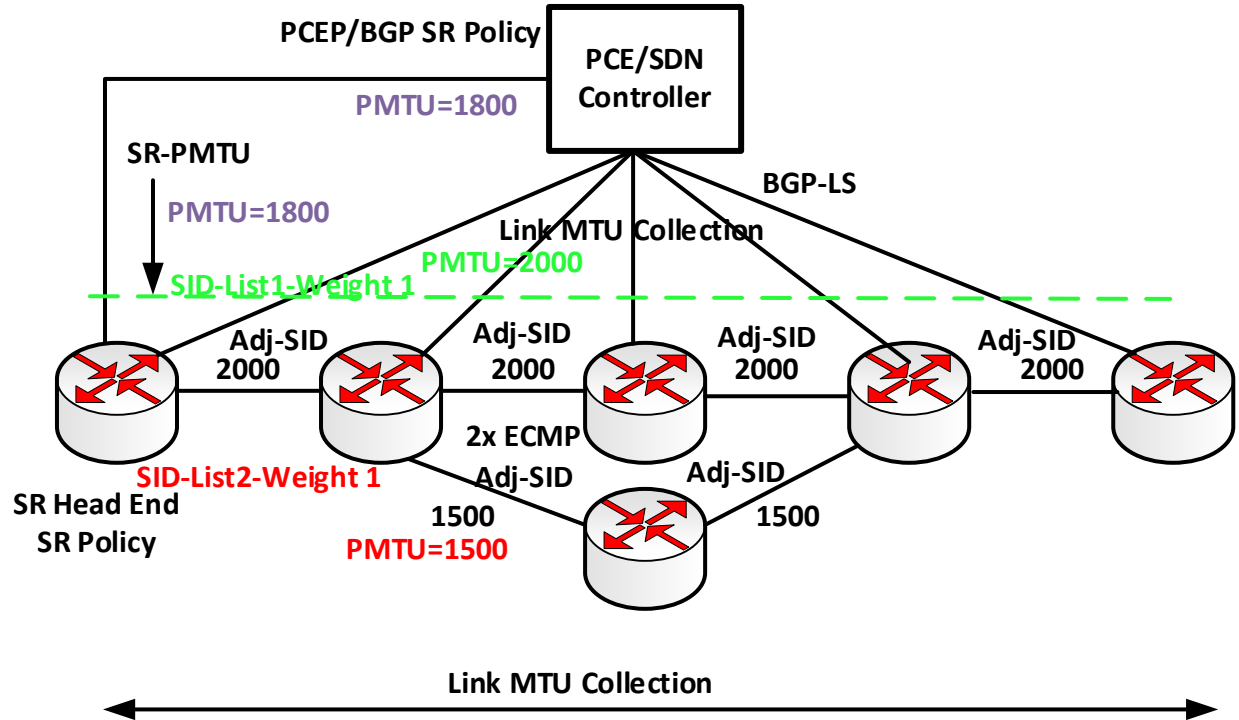 PCEP/BGP SR Policy
PCE/SDN
Controller
PMTU=1800
SR-PMTU
PMTU=1800
BGP-LS
Link MTU Collection
PMTU=2000
SID-List1-Weight 1
Adj-SID
2000
Adj-SID
2000
Adj-SID
2000
Adj-SID
2000
2x ECMP
SID-List2-Weight 1
Adj-SID
Adj-SID
SR Head End
SR Policy
1500
1500
PMTU=1500
Link MTU Collection